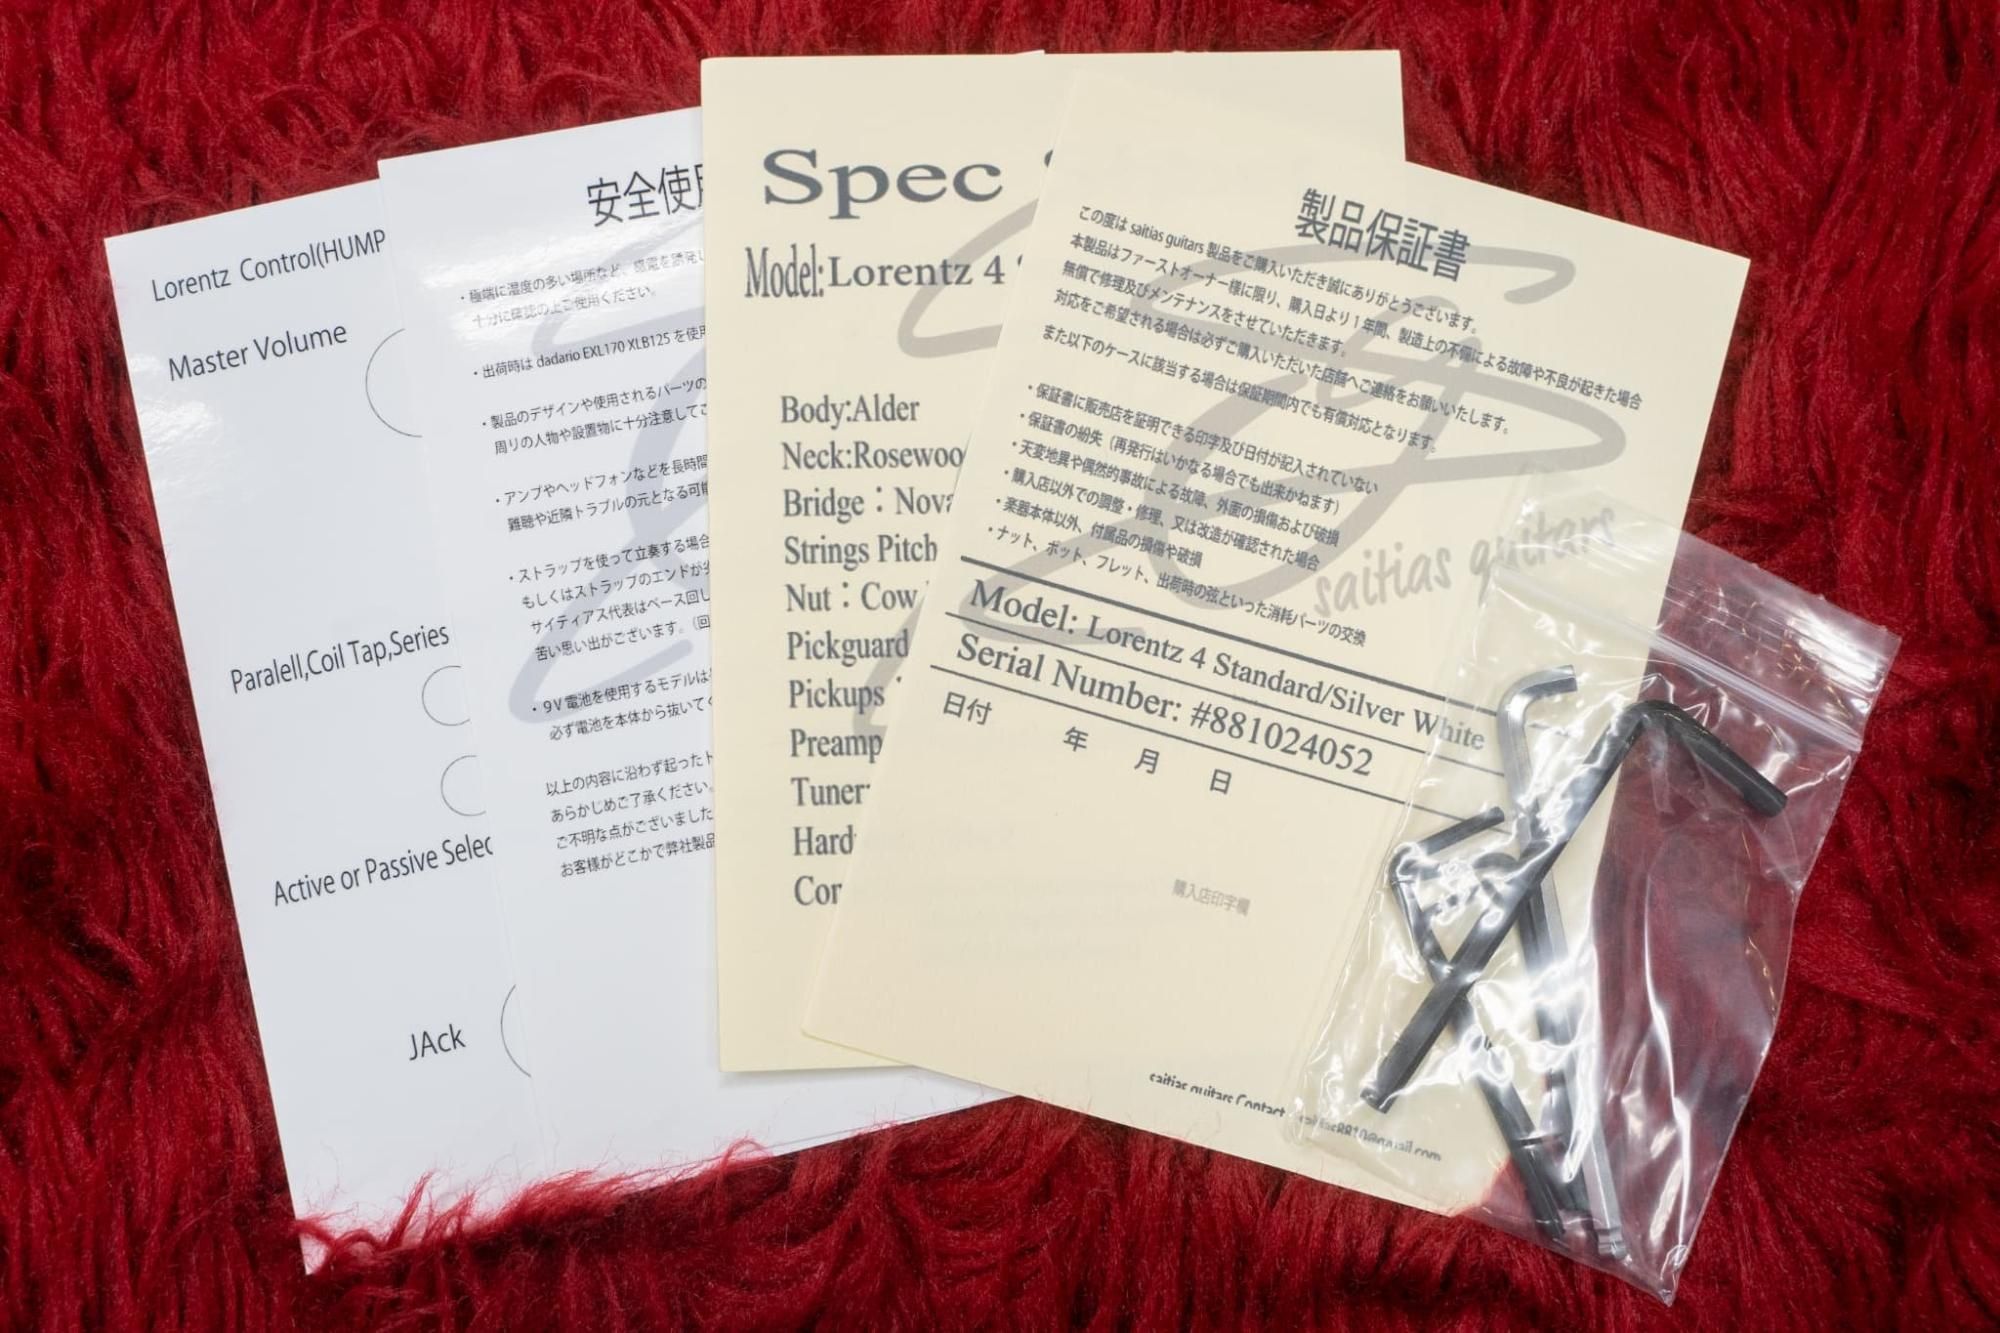 Lorentz Control(HUMP
Master Volume
Paralell,Coil Tap,Series
Active or Passive Selec
JAck
安全使用
・極端に湿度の多い場所など、感電を誘発し
十分に確認の上ご使用ください。
・出荷時は dadario EXL170 XLB125 を使用
・製品のデザインや使用されるパーツの
周りの人物や設置物に十分注意してご
・アンプやヘッドフォンなどを長時間
難聴や近隣トラブルの元となる可能
・ストラップを使って立奏する場合
もしくはストラップのエンドが
サイティアス代表はベース回し
苦い思い出がございます。（回
・9V 電池を使用するモデルは
必ず電池を本体から抜いてく
以上の内容に沿わず起ったト
あらかじめご了承ください。
ご不明な点がございました
お客様がどこかで弊社製品
Spec
Model:Lorentz 4
Body:Alder
Neck:Rosewoo
Bridge：Nova
Strings Pitch
Nut：Cow
Pickguard
Pickups：
Preamp
Tuner
Hard
Cor
製品保証書
この度は saitias guitars 製品をご購入いただき誠にありがとうございます。
本製品はファーストオーナー様に限り、購入日より1年間、製造上の不備による故障や不良が起きた場合
無償で修理及びメンテナンスをさせていただきます。
対応をご希望される場合は必ずご購入いただいた店舗へご連絡をお願いいたします。
また以下のケースに該当する場合は保証期間内でも有償対応となります。
・保証書に販売店を証明できる印字及び日付が記入されていない
・保証書の紛失（再発行はいかなる場合でも出来かねます）
・天変地異や偶然的事故による故障、外面の損傷および破損
・購入店以外での調整・修理、又は改造が確認された場合
・楽器本体以外、付属品の損傷や破損
・ナット、ポット、フレット、出荷時の弦といった消耗パーツの交換
saitias guitars
Model: Lorentz 4 Standard/Silver White
Serial Number: #881024052
日付 年 月 日
購入店印字欄
saitias guitars Contact saitias8810@gmail.com